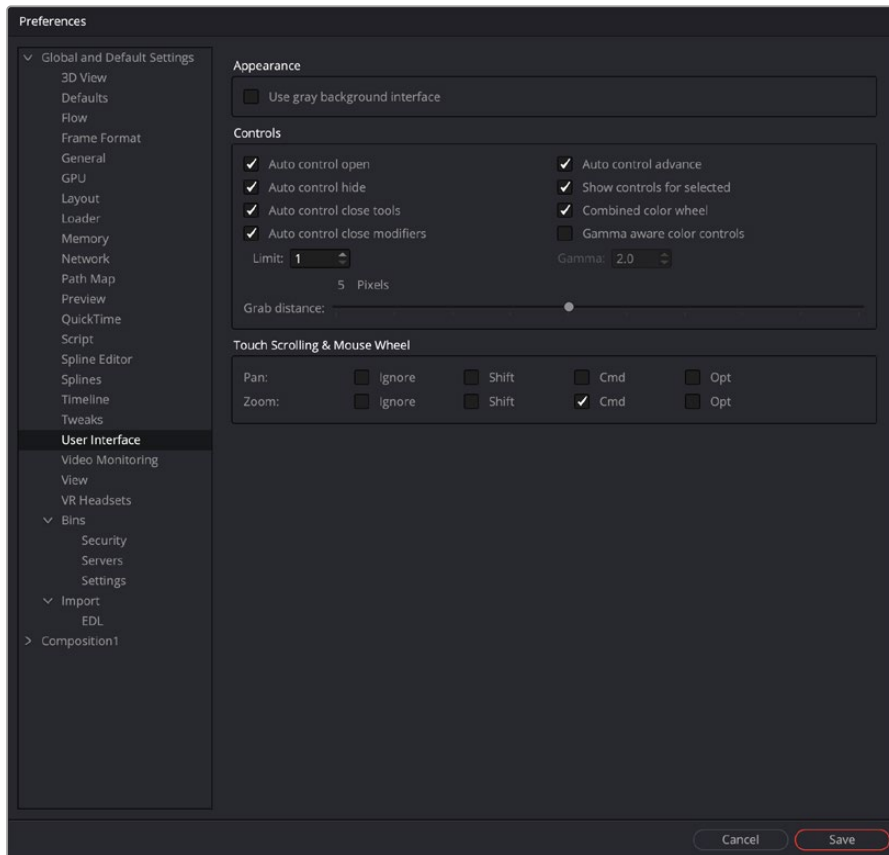 Preferences
Global and Default Settings
3D View
Defaults
Flow
Frame Format
General
GPU
Layout
Loader
Memory
Network
Path Map
Preview
QuickTime
Script
Spline Editor
Splines
Timeline
Tweaks
User Interface
Video Monitoring
View
VR Headsets
Bins
Security
Servers
Settings
Import
EDL
Composition1
Appearance
Use gray background interface
Controls
Auto control open
Auto control hide
Auto control close tools
Auto control close modifiers
Limit: 1
Auto control advance
Show controls for selected
Combined color wheel
Gamma aware color controls
Gamma: 2.0
5 Pixels
Grab distance:
Touch Scrolling & Mouse Wheel
Pan: Ignore Shift Cmd Opt
Zoom: Ignore Shift Cmd Opt
Cancel Save